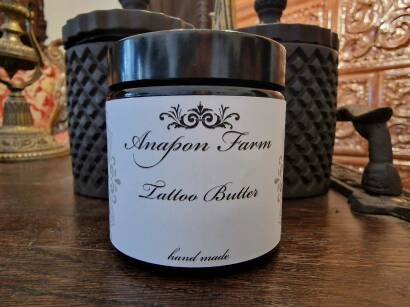 Anapon Farm
Tattoo Butter
hand made